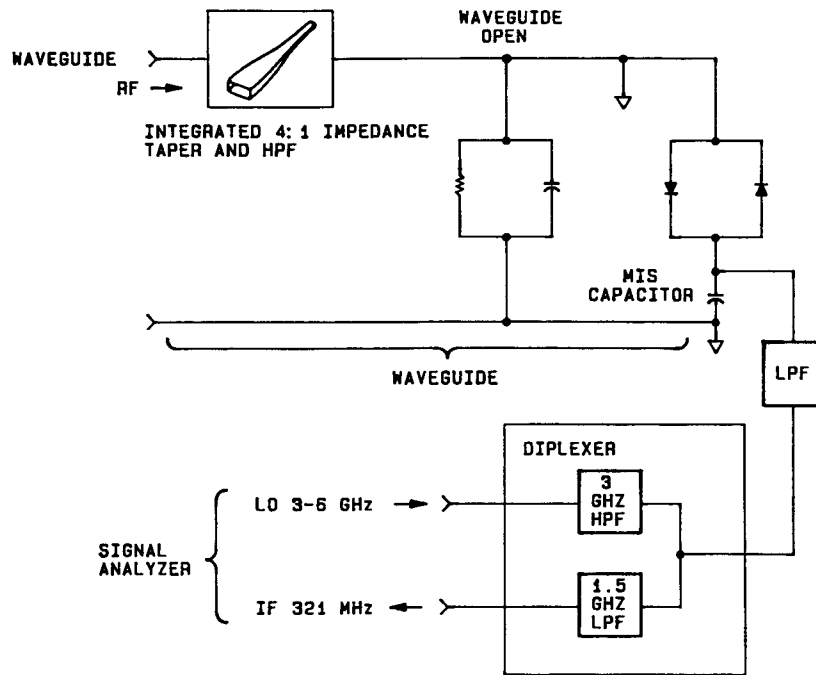 WAVEGUIDE
RF
INTEGRATED 4:1 IMPEDANCE
TAPER AND HPF
WAVEGUIDE
OPEN
MIS
CAPACITOR
WAVEGUIDE
LPF
DIPLEXER
3
GHZ
HPF
LO 3-6 GHz
SIGNAL
ANALYZER
IF 321 MHz
1.5
GHZ
LPF